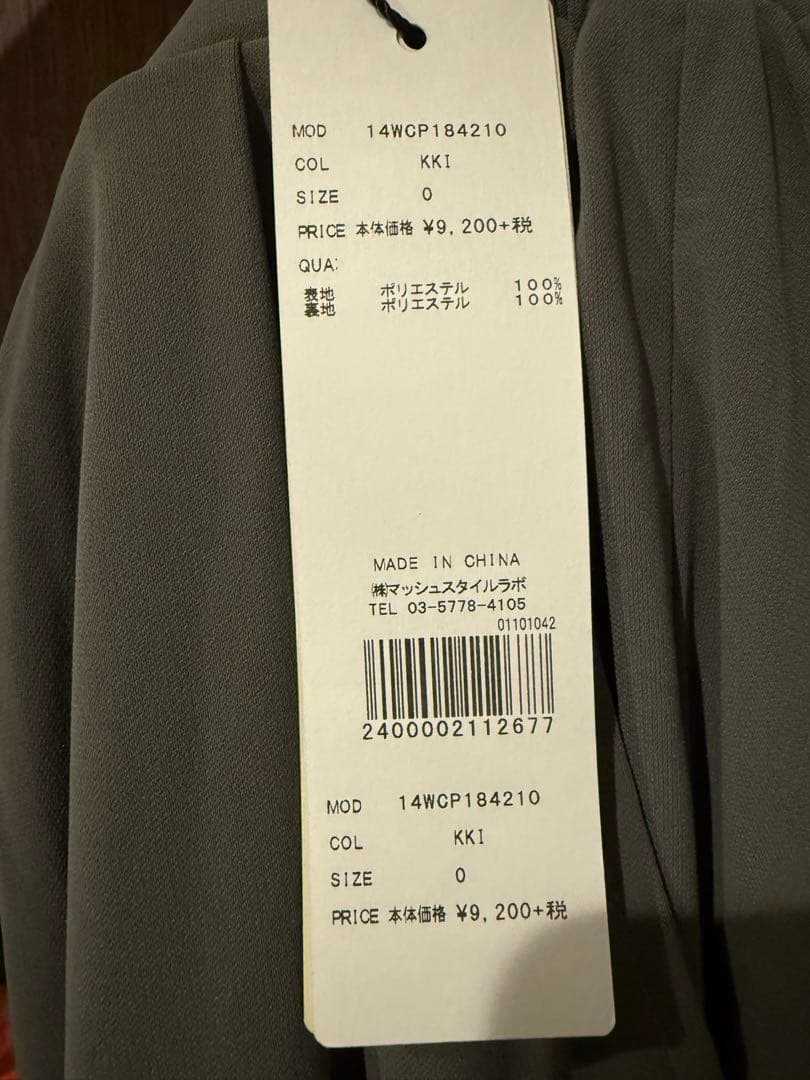 MOD 14WCP184210
COL KKI
SIZE 0
PRICE 本体価格 ¥9,200+税
QUA:
表地 ポリエステル 100%
裏地 ポリエステル 100%
MADE IN CHINA
㈱マッシュスタイルラボ
TEL 03-5778-4105
01101042
2400002112677
MOD 14WCP184210
COL KKI
SIZE 0
PRICE 本体価格 ¥9,200+税